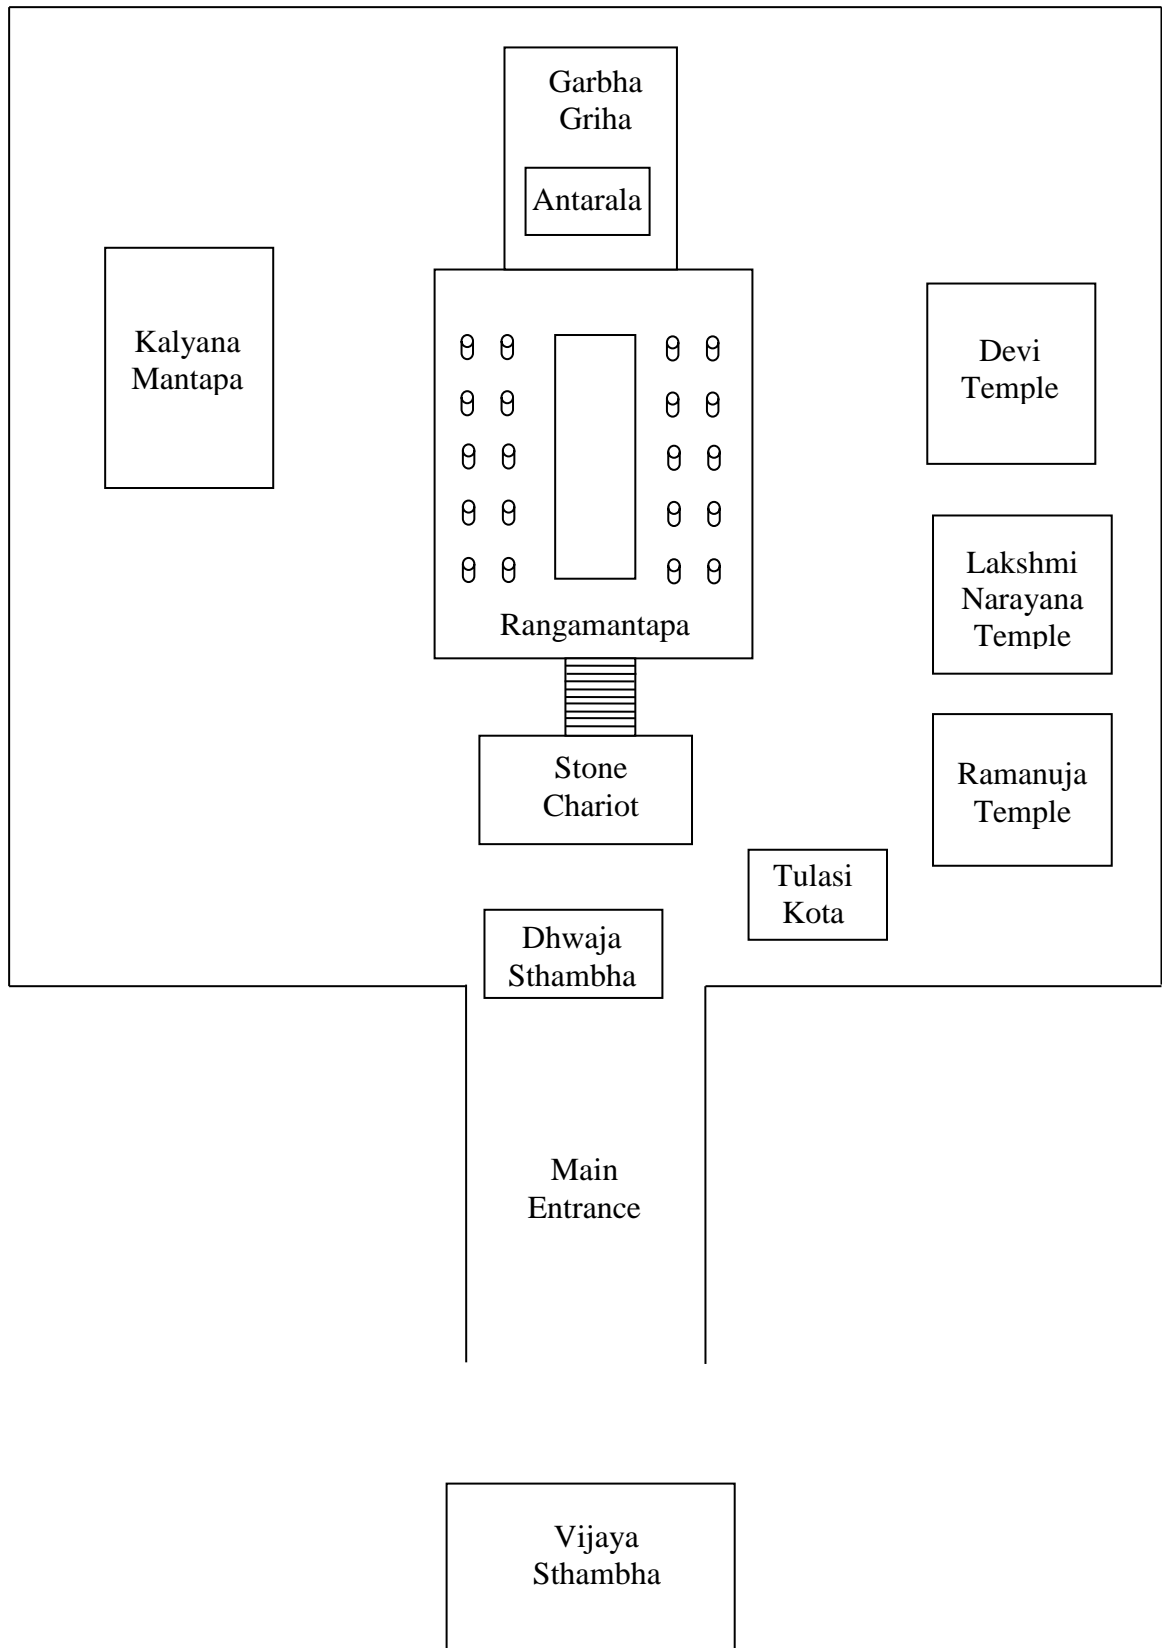 Garbha
Griha
Antarala
Kalyana
Mantapa
Devi
Temple
Lakshmi
Narayana
Temple
Rangamantapa
Stone
Chariot
Ramanuja
Temple
Tulasi
Kota
Dhwaja
Sthambha
Main
Entrance
Vijaya
Sthambha